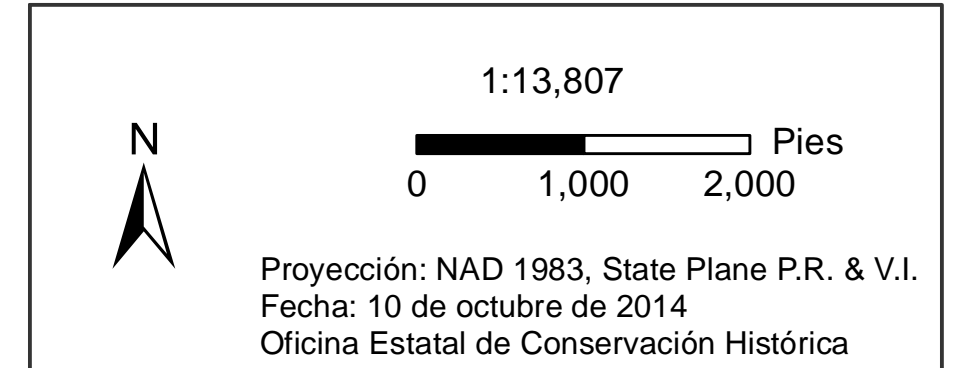 1:13,807
N
Pies
0 1,000 2,000
Proyección: NAD 1983, State Plane P.R. & V.I.
Fecha: 10 de octubre de 2014
Oficina Estatal de Conservación Histórica